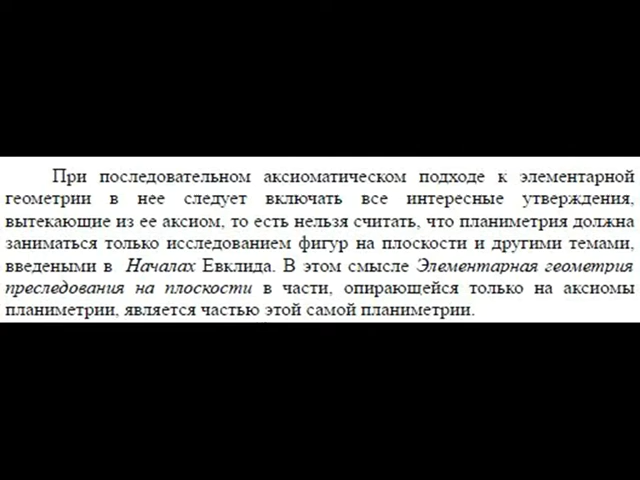 При последовательном аксиоматическом подходе к элементарной
геометрии в нее следует включать все интересные утверждения,
вытекающие из ее аксиом, то есть нельзя считать, что планиметрия должна
заниматься только исследованием фигур на плоскости и другими темами,
введеными в Началах Евклида. В этом смысле Элементарная геометрия
преследования на плоскости в части, опирающейся только на аксиомы
планиметрии, является частью этой самой планиметрии.